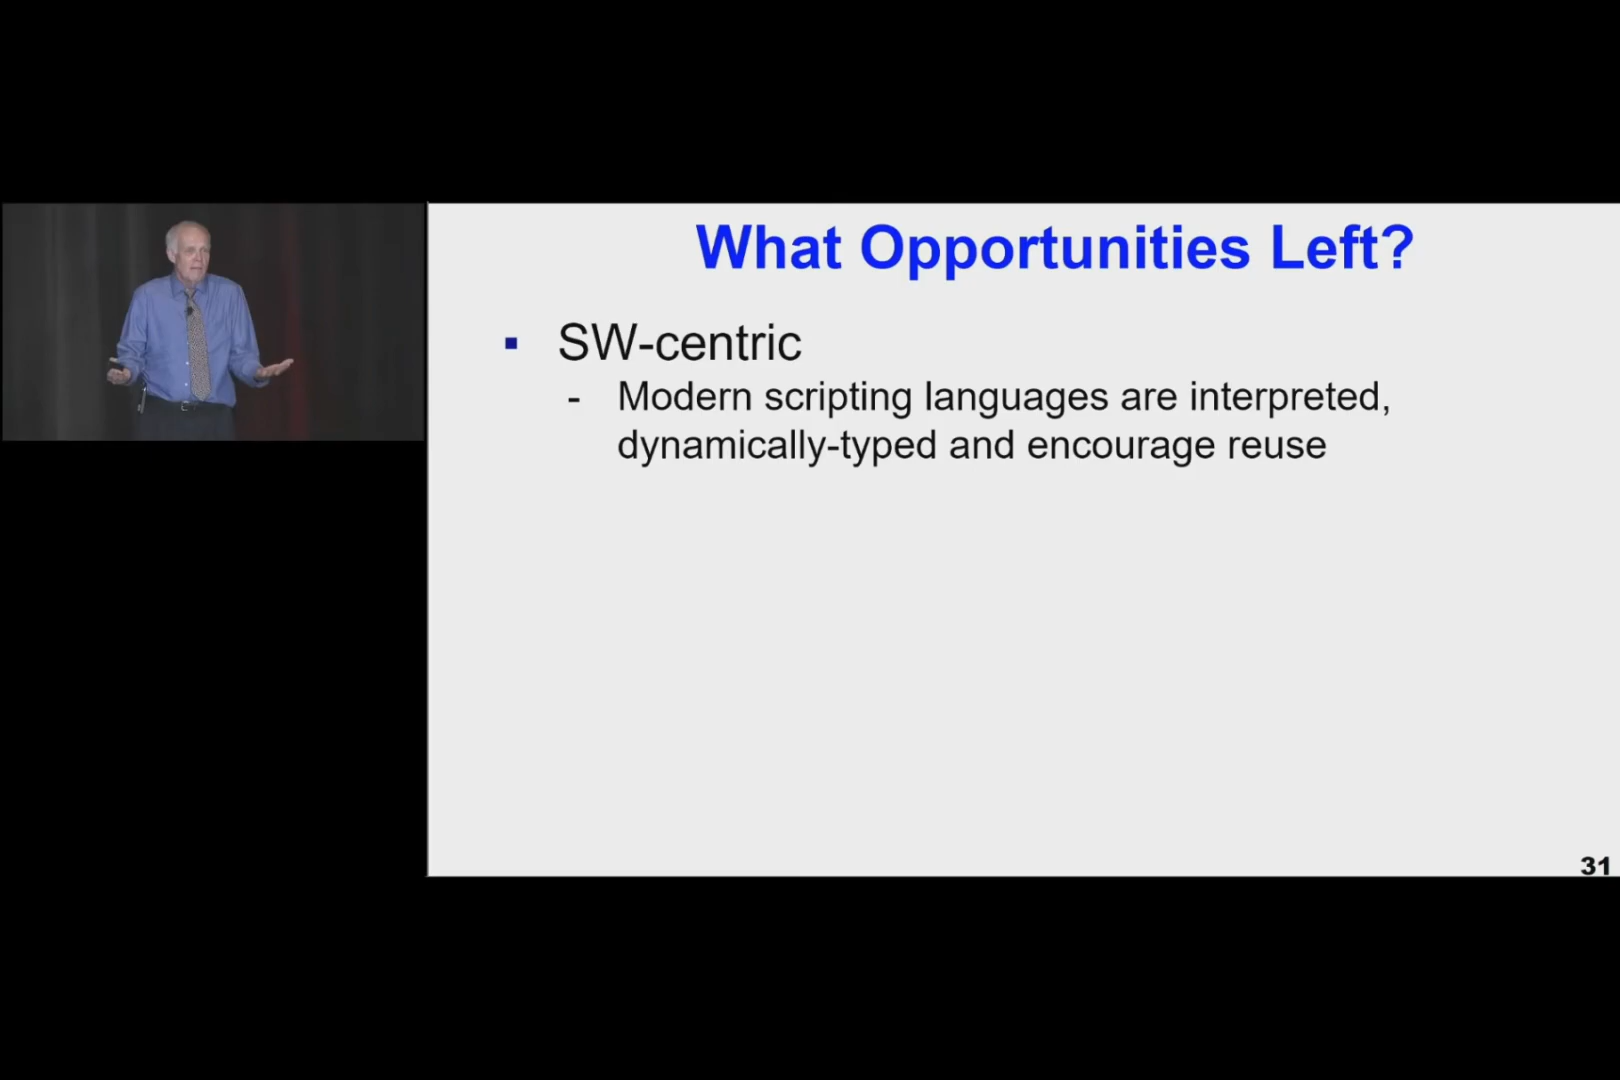 What Opportunities Left?
▪ SW-centric
- Modern scripting languages are interpreted,
dynamically-typed and encourage reuse
31